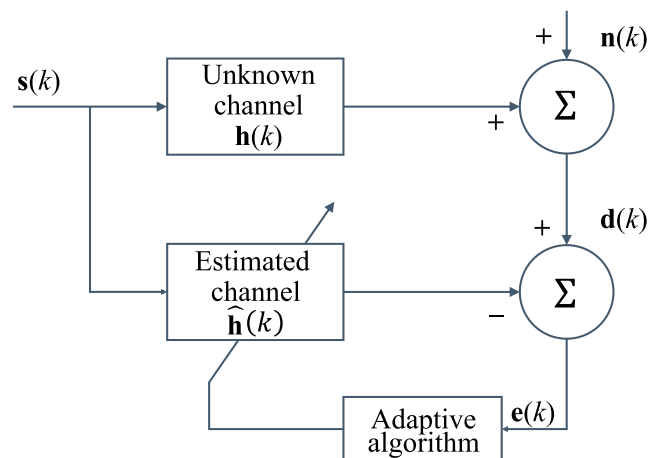 +
n(k)
s(k)
Unknown
channel
h(k)
Σ
+
+
d(k)
Estimated
channel
ĥ(k)
Σ
−
e(k)
Adaptive
algorithm